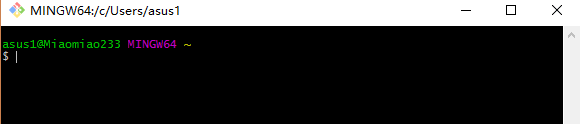 MINGW64:/c/Users/asus1
asus1@Miaomiao233 MINGW64 ~
$